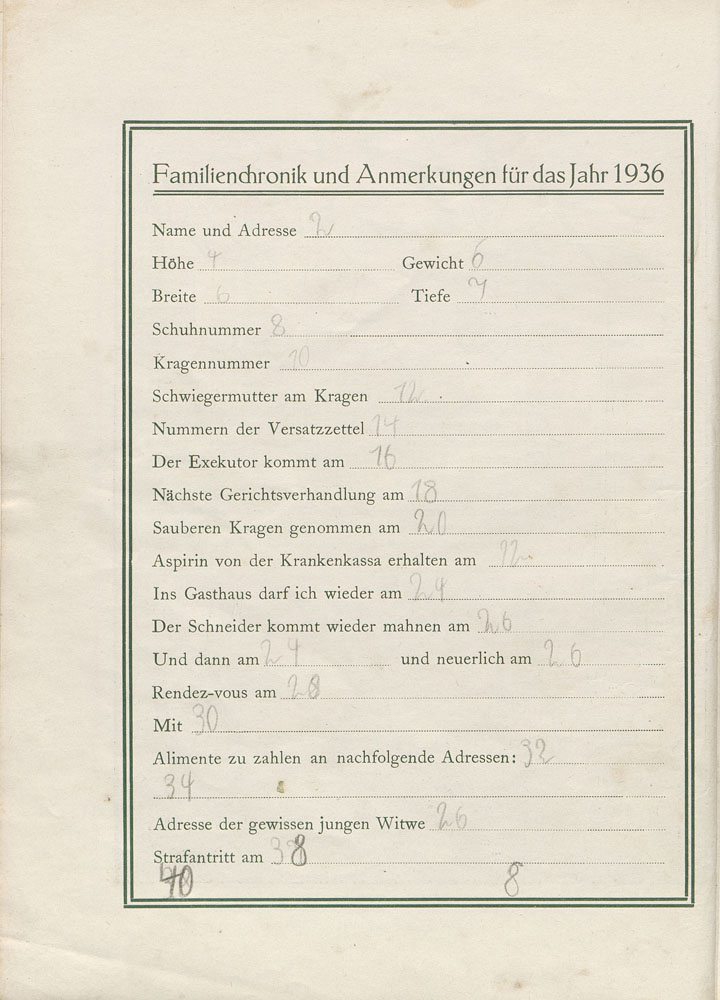 Familienchronik und Anmerkungen für das Jahr 1936
Name und Adresse 2
Höhe 4 Gewicht 6
Breite 6 Tiefe 7
Schuhnummer 8
Kragennummer 10
Schwiegermutter am Kragen 12
Nummern der Versatzzettel 14
Der Exekutor kommt am 16
Nächste Gerichtsverhandlung am 18
Sauberen Kragen genommen am 20
Aspirin von der Krankenkassa erhalten am 22
Ins Gasthaus darf ich wieder am 24
Der Schneider kommt wieder mahnen am 26
Und dann am 24 und neuerlich am 26
Rendez-vous am 28
Mit 30
Alimente zu zahlen an nachfolgende Adressen: 32
34
Adresse der gewissen jungen Witwe 26
Strafantritt am 38
40 8